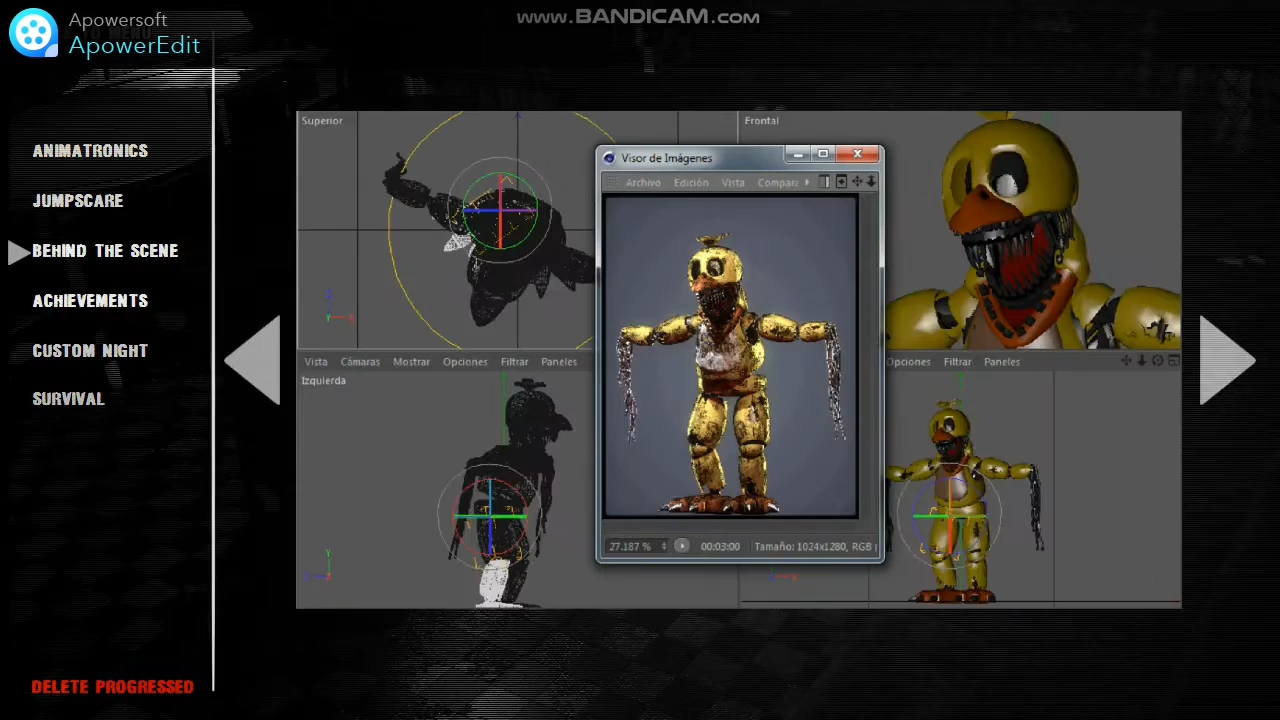 Apowersoft
ApowerEdit
www.BANDICAM.com
MENU
ANIMATRONICS
JUMPSCARE
BEHIND THE SCENE
ACHIEVEMENTS
CUSTOM NIGHT
SURVIVAL
DELETE PROGRESSED
Superior
Frontal
Visor de Imágenes
Archivo Edición Vista Compara
27.187 % 00:03:00 Tamaño: 1024x1280, RGB
Vista Cámaras Mostrar Opciones Filtrar Paneles
Opciones Filtrar Paneles
Izquierda